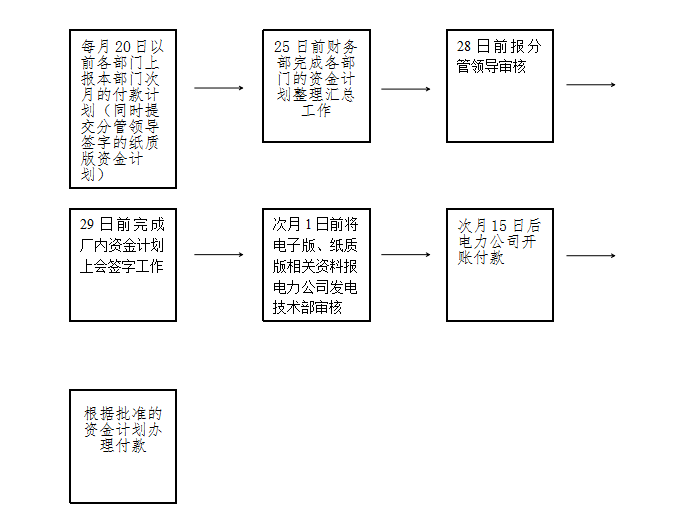 每月20日以
前各部门上
报本部门次
月的付款计
划（同时提
交分管领导
签字的纸质
版资金计
划）
25日前财务
部完成各部
门的资金计
划整理汇总
工作
28日前报分
管领导审核
29日前完成
厂内资金计划
上会签字工作
次月1日前将
电子版、纸质
版相关资料报
电力公司发电
技术部审核
次月15日后
电力公司开
账付款
根据批准的
资金计划办
理付款